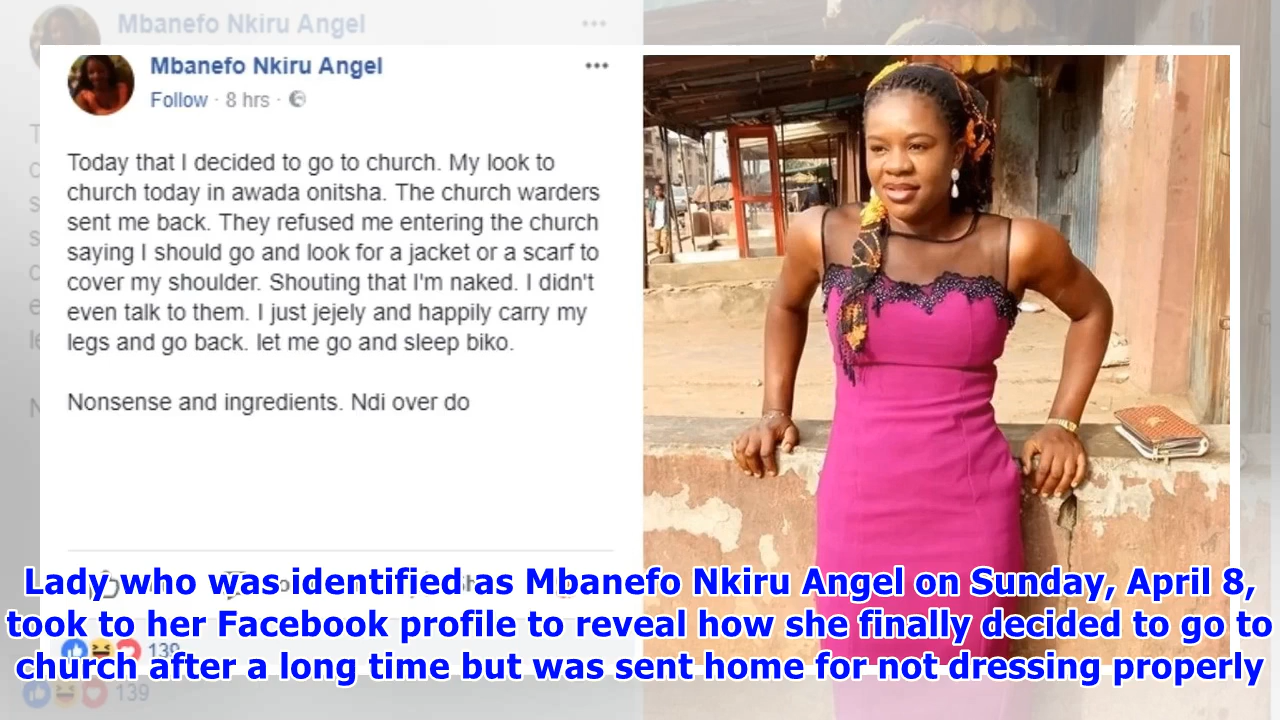 Mbanefo Nkiru Angel
Mbanefo Nkiru Angel
Follow · 8 hrs ·
Today that I decided to go to church. My look to
church today in awada onitsha. The church warders
sent me back. They refused me entering the church
saying I should go and look for a jacket or a scarf to
cover my shoulder. Shouting that I'm naked. I didn't
even talk to them. I just jejely and happily carry my
legs and go back. let me go and sleep biko.
Nonsense and ingredients. Ndi over do
Lady who was identified as Mbanefo Nkiru Angel on Sunday, April 8,
took to her Facebook profile to reveal how she finally decided to go to
church after a long time but was sent home for not dressing properly
139
139